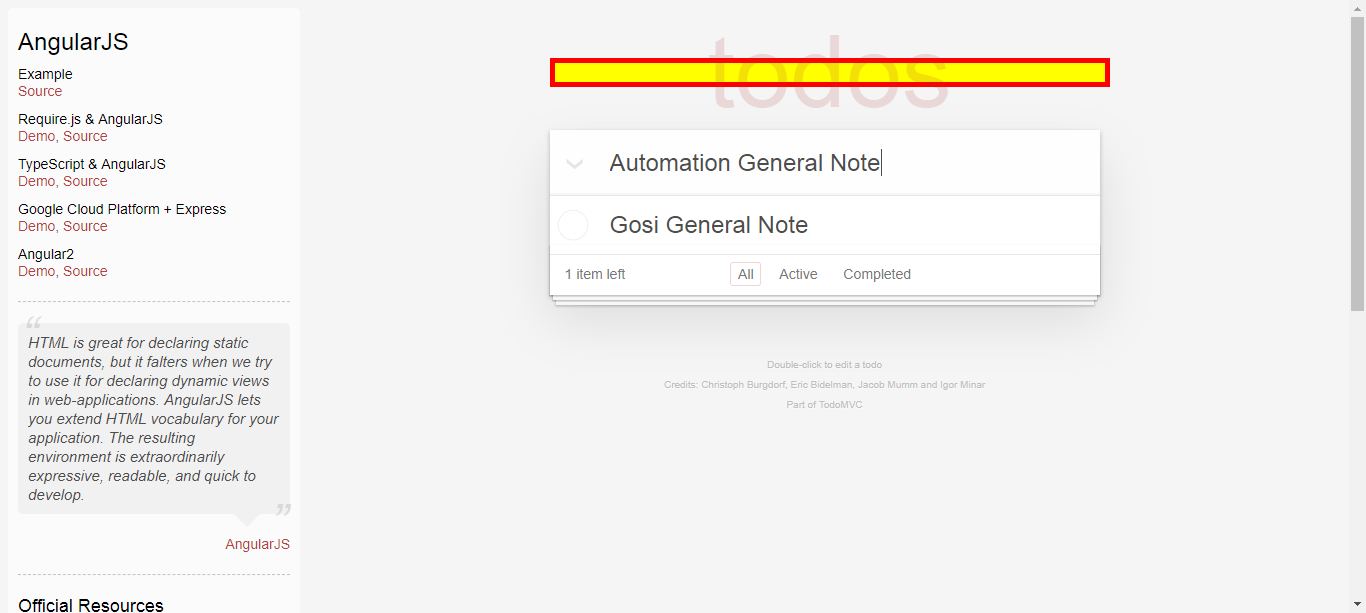 AngularJS
Example
Source
Require.js & AngularJS
Demo, Source
TypeScript & AngularJS
Demo, Source
Google Cloud Platform + Express
Demo, Source
Angular2
Demo, Source
“
HTML is great for declaring static
documents, but it falters when we try
to use it for declaring dynamic views
in web-applications. AngularJS lets
you extend HTML vocabulary for your
application. The resulting
environment is extraordinarily
expressive, readable, and quick to
develop.
”
AngularJS
Official Resources
todos
Automation General Note
Gosi General Note
1 item left All Active Completed
Double-click to edit a todo
Credits: Christoph Burgdorf, Eric Bidelman, Jacob Mumm and Igor Minar
Part of TodoMVC